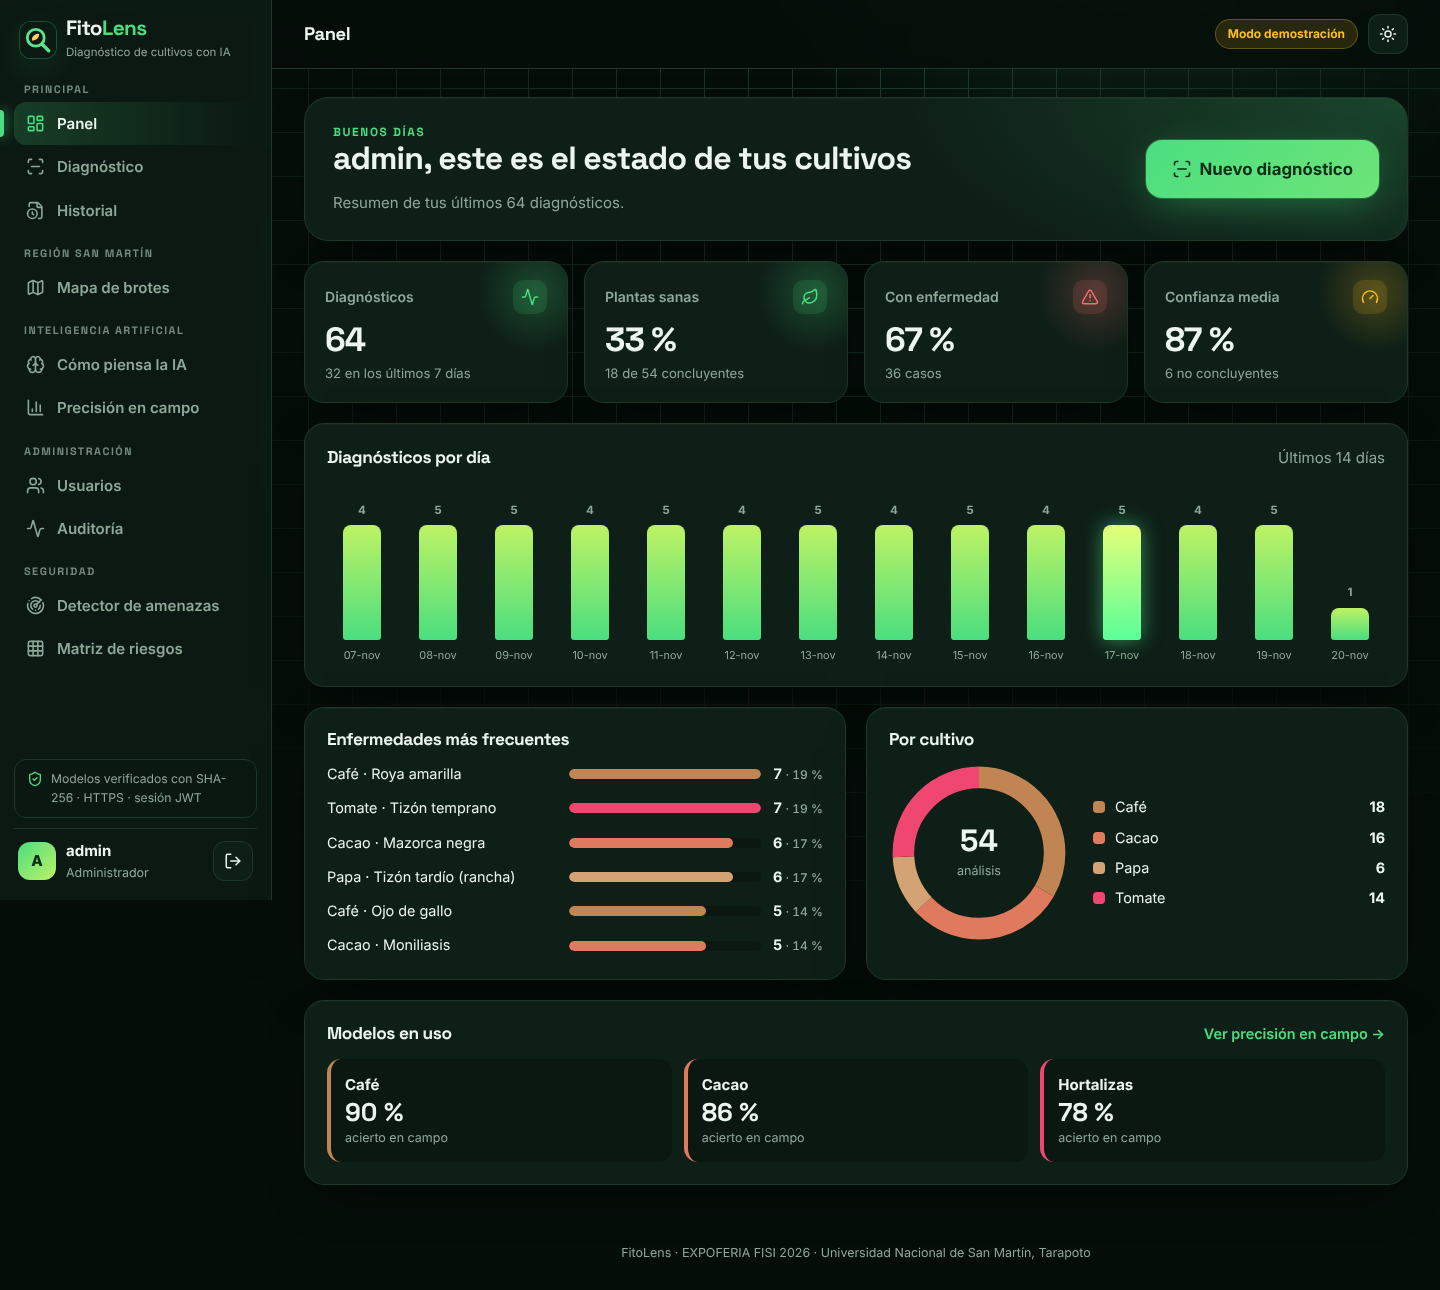 FitoLens
Diagnóstico de cultivos con IA
PRINCIPAL
Panel
Diagnóstico
Historial
REGIÓN SAN MARTÍN
Mapa de brotes
INTELIGENCIA ARTIFICIAL
Cómo piensa la IA
Precisión en campo
ADMINISTRACIÓN
Usuarios
Auditoría
SEGURIDAD
Detector de amenazas
Matriz de riesgos
Modelos verificados con SHA-
256 · HTTPS · sesión JWT
A
admin
Administrador
Panel
Modo demostración
BUENOS DÍAS
admin, este es el estado de tus cultivos
Resumen de tus últimos 64 diagnósticos.
Nuevo diagnóstico
Diagnósticos
64
32 en los últimos 7 días
Plantas sanas
33 %
18 de 54 concluyentes
Con enfermedad
67 %
36 casos
Confianza media
87 %
6 no concluyentes
Diagnósticos por día
Últimos 14 días
4 5 5 4 5 4 5 4 5 4 5 4 5 1
07-nov 08-nov 09-nov 10-nov 11-nov 12-nov 13-nov 14-nov 15-nov 16-nov 17-nov 18-nov 19-nov 20-nov
Enfermedades más frecuentes
Café · Roya amarilla 7 · 19 %
Tomate · Tizón temprano 7 · 19 %
Cacao · Mazorca negra 6 · 17 %
Papa · Tizón tardío (rancha) 6 · 17 %
Café · Ojo de gallo 5 · 14 %
Cacao · Moniliasis 5 · 14 %
Por cultivo
54
análisis
Café 18
Cacao 16
Papa 6
Tomate 14
Modelos en uso
Ver precisión en campo →
Café
90 %
acierto en campo
Cacao
86 %
acierto en campo
Hortalizas
78 %
acierto en campo
FitoLens · EXPOFERIA FISI 2026 · Universidad Nacional de San Martín, Tarapoto